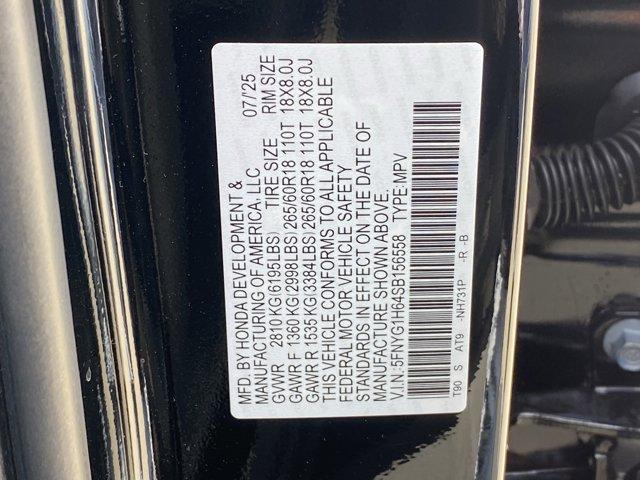 MFD. BY HONDA DEVELOPMENT & 07/'25
MANUFACTURING OF AMERICA, LLC
GVWR 2810 KG(6195LBS) TIRE SIZE RIM SIZE
GAWR F 1360 KG(2998LBS) 265/60R18 110T 18X8.0J
GAWR R 1535 KG(3384LBS) 265/60R18 110T 18X8.0J
THIS VEHICLE CONFORMS TO ALL APPLICABLE
FEDERAL MOTOR VEHICLE SAFETY
STANDARDS IN EFFECT ON THE DATE OF
MANUFACTURE SHOWN ABOVE.
V.I.N.:5FNYG1H64SB156558 TYPE:MPV
T90 S AT9 -NH731P -R -B